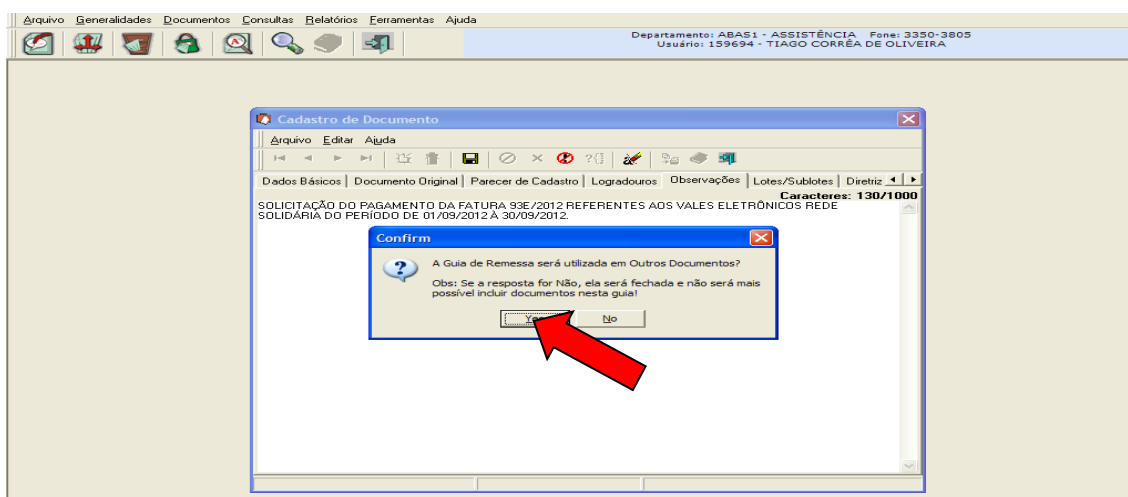 Arquivo Generalidades Documentos Consultas Relatórios Ferramentas Ajuda
Departamento: ABAS1 - ASSISTÊNCIA Fone: 3350-3805
Usuário: 159694 - TIAGO CORRÊA DE OLIVEIRA
Cadastro de Documento
Arquivo Editar Ajuda
Dados Básicos Documento Original Parecer de Cadastro Logradouros Observações Lotes/Sublotes Diretriz
Caracteres: 130/1000
SOLICITAÇÃO DO PAGAMENTO DA FATURA 93E/2012 REFERENTES AOS VALES ELETRÔNICOS REDE
SOLIDÁRIA DO PERÍODO DE 01/09/2012 À 30/09/2012.
Confirm
A Guia de Remessa será utilizada em Outros Documentos?
Obs: Se a resposta for Não, ela será fechada e não será mais
possível incluir documentos nesta guia!
Yes No